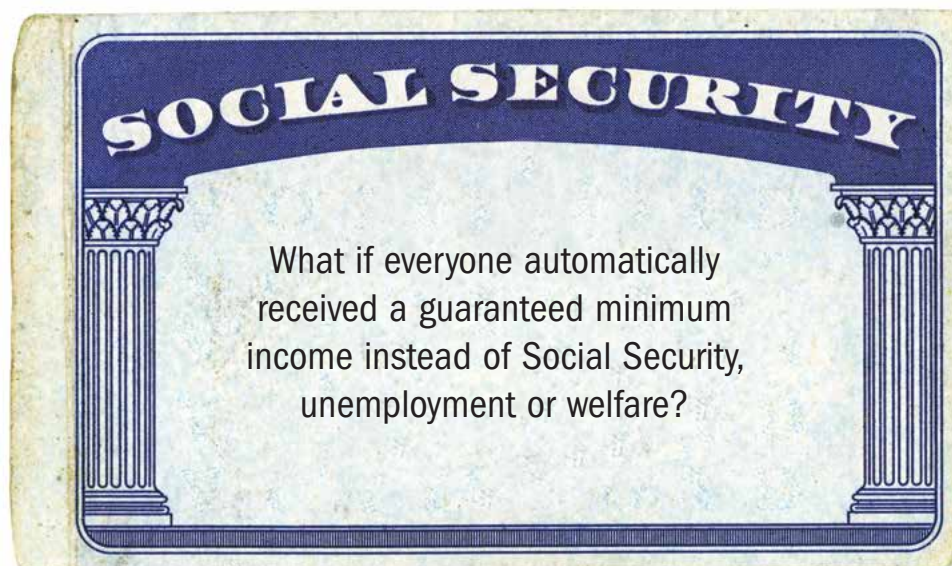 SOCIAL SECURITY
What if everyone automatically
received a guaranteed minimum
income instead of Social Security,
unemployment or welfare?